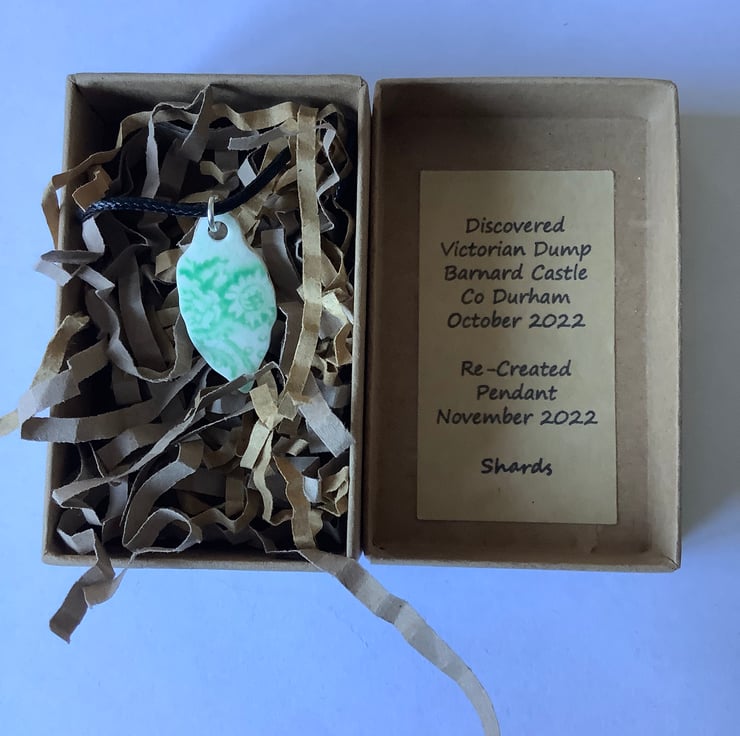 Discovered
Victorian Dump
Barnard Castle
Co Durham
October 2022
Re-Created
Pendant
November 2022
Shards